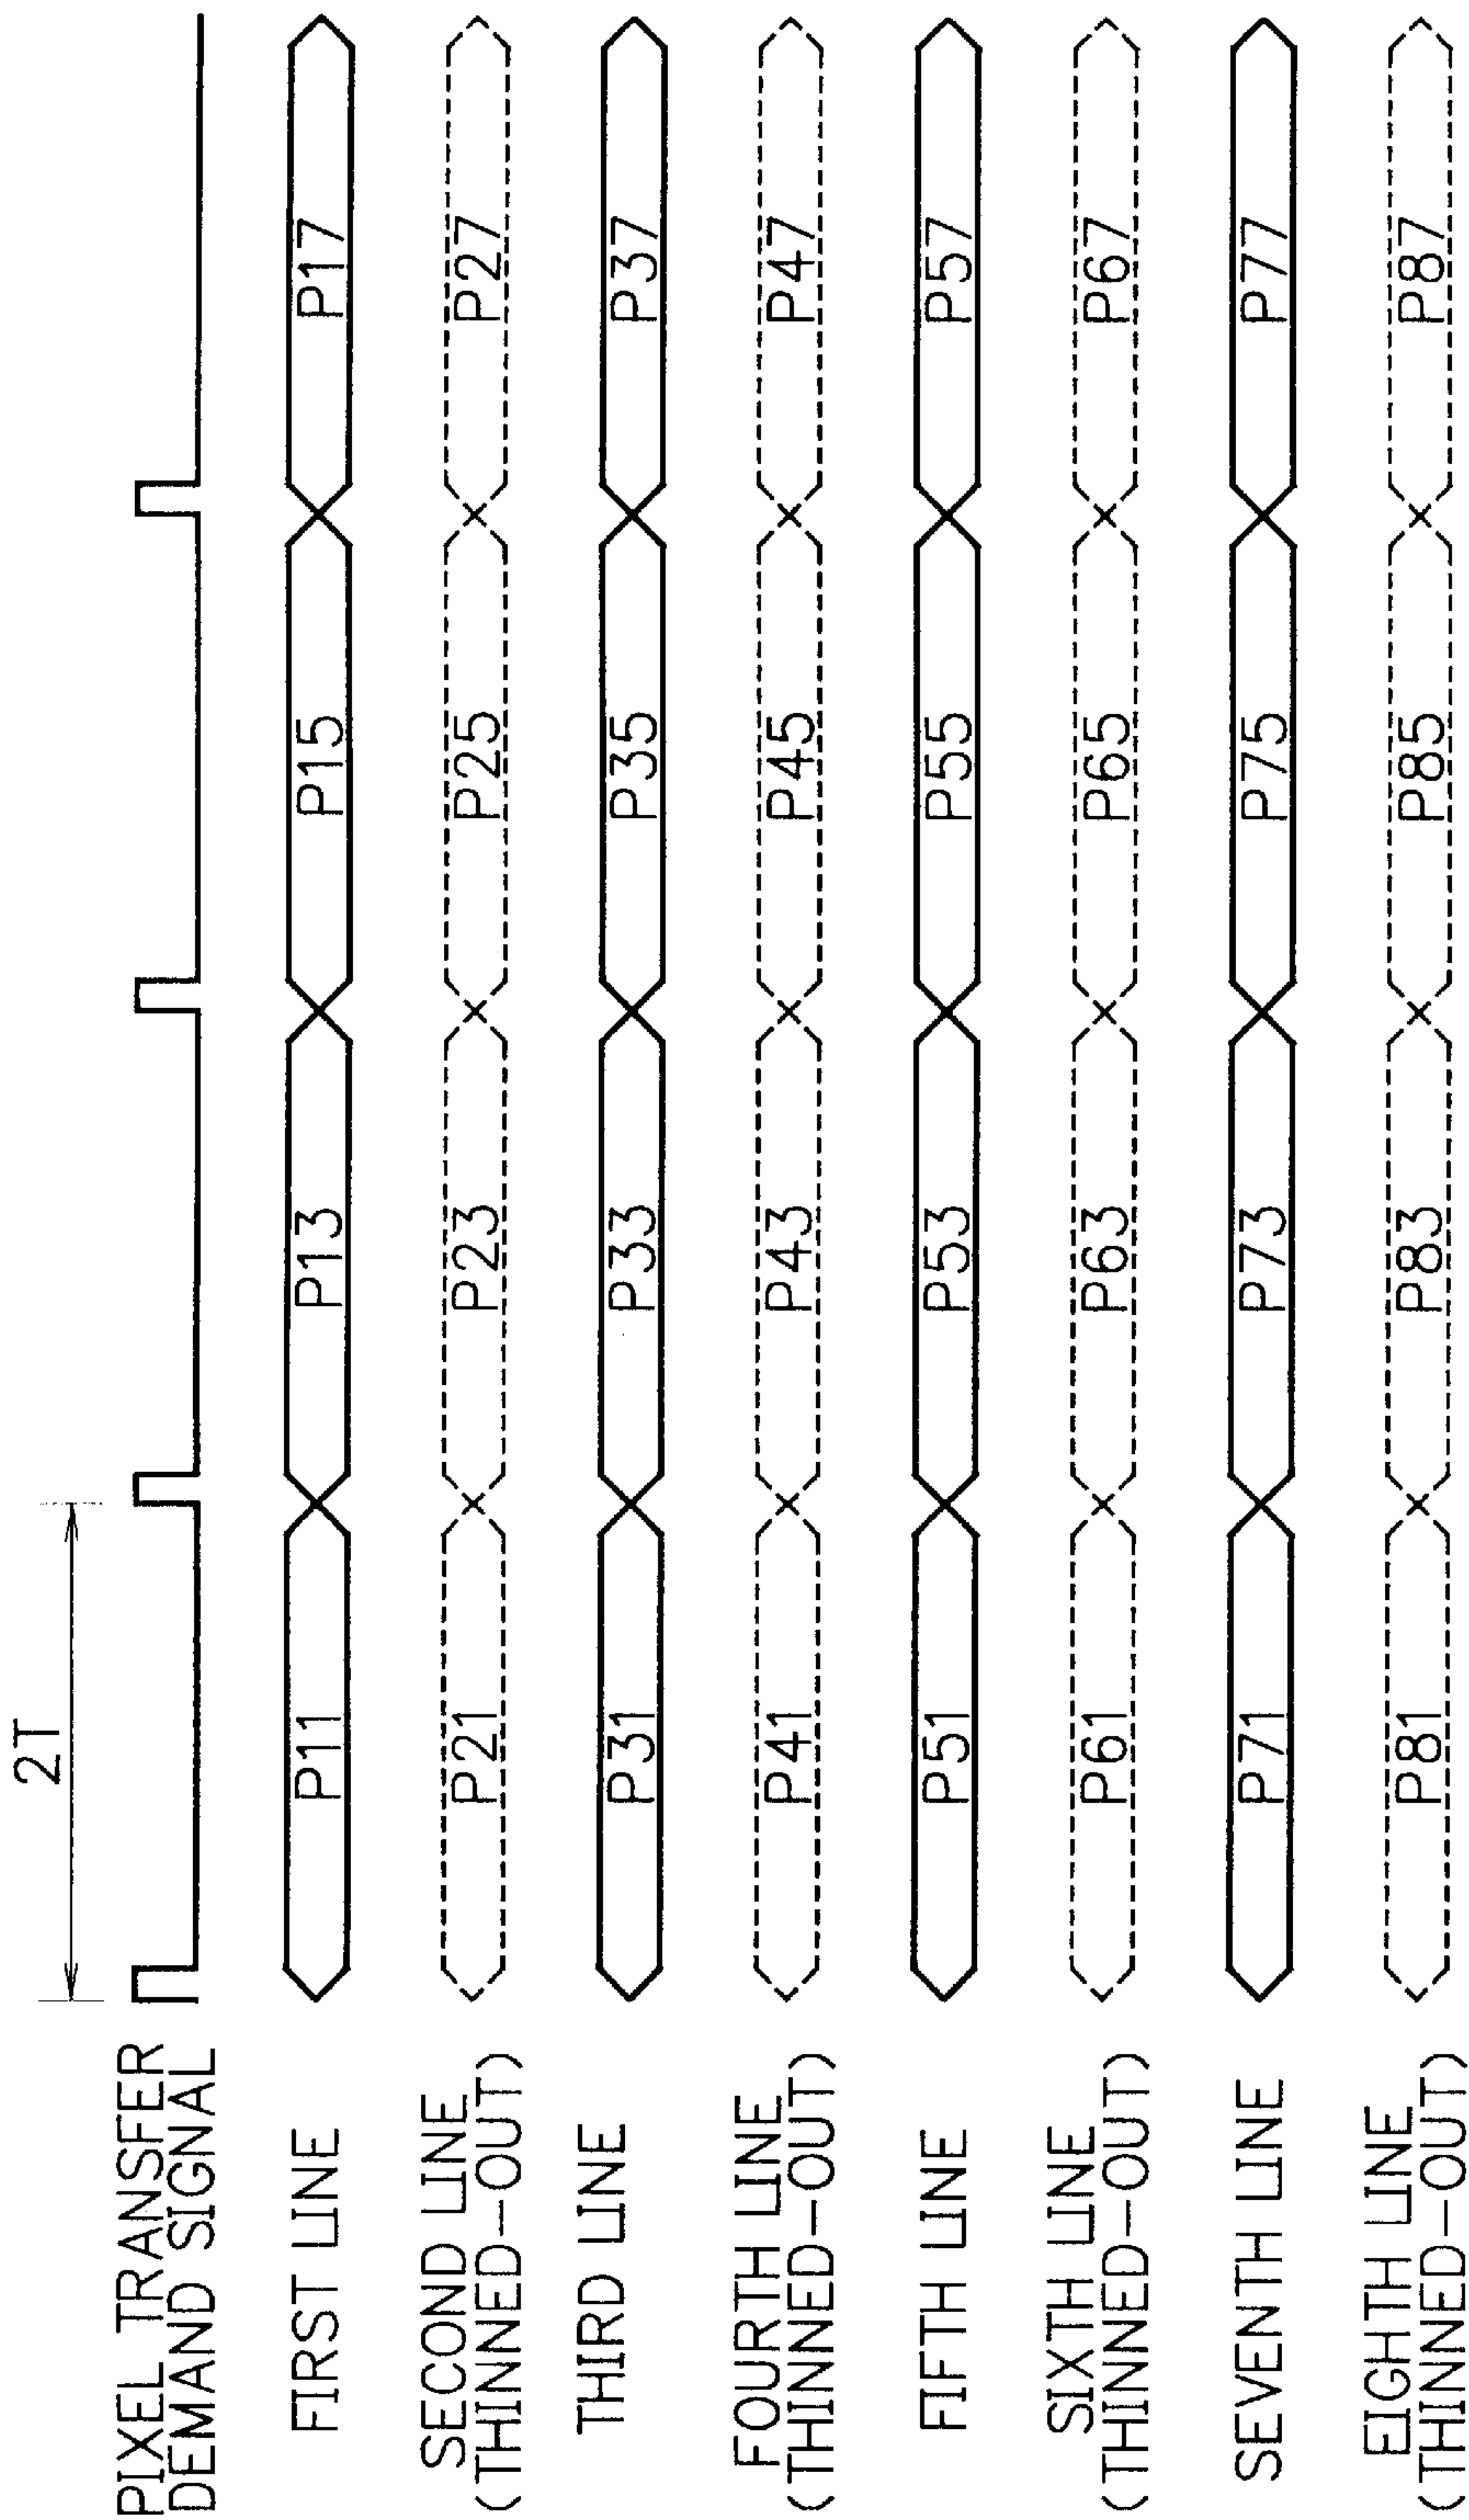 2T
PIXEL TRANSFER
DEMAND SIGNAL
FIRST LINE
P11 P13 P15 P17
SECOND LINE
(THINNED-OUT)
P21 P23 P25 P27
THIRD LINE
P31 P33 P35 P37
FOURTH LINE
(THINNED-OUT)
P41 P43 P45 P47
FIFTH LINE
P51 P53 P55 P57
SIXTH LINE
(THINNED-OUT)
P61 P63 P65 P67
SEVENTH LINE
P71 P73 P75 P77
EIGHTH LINE
(THINNED-OUT)
P81 P83 P85 P87